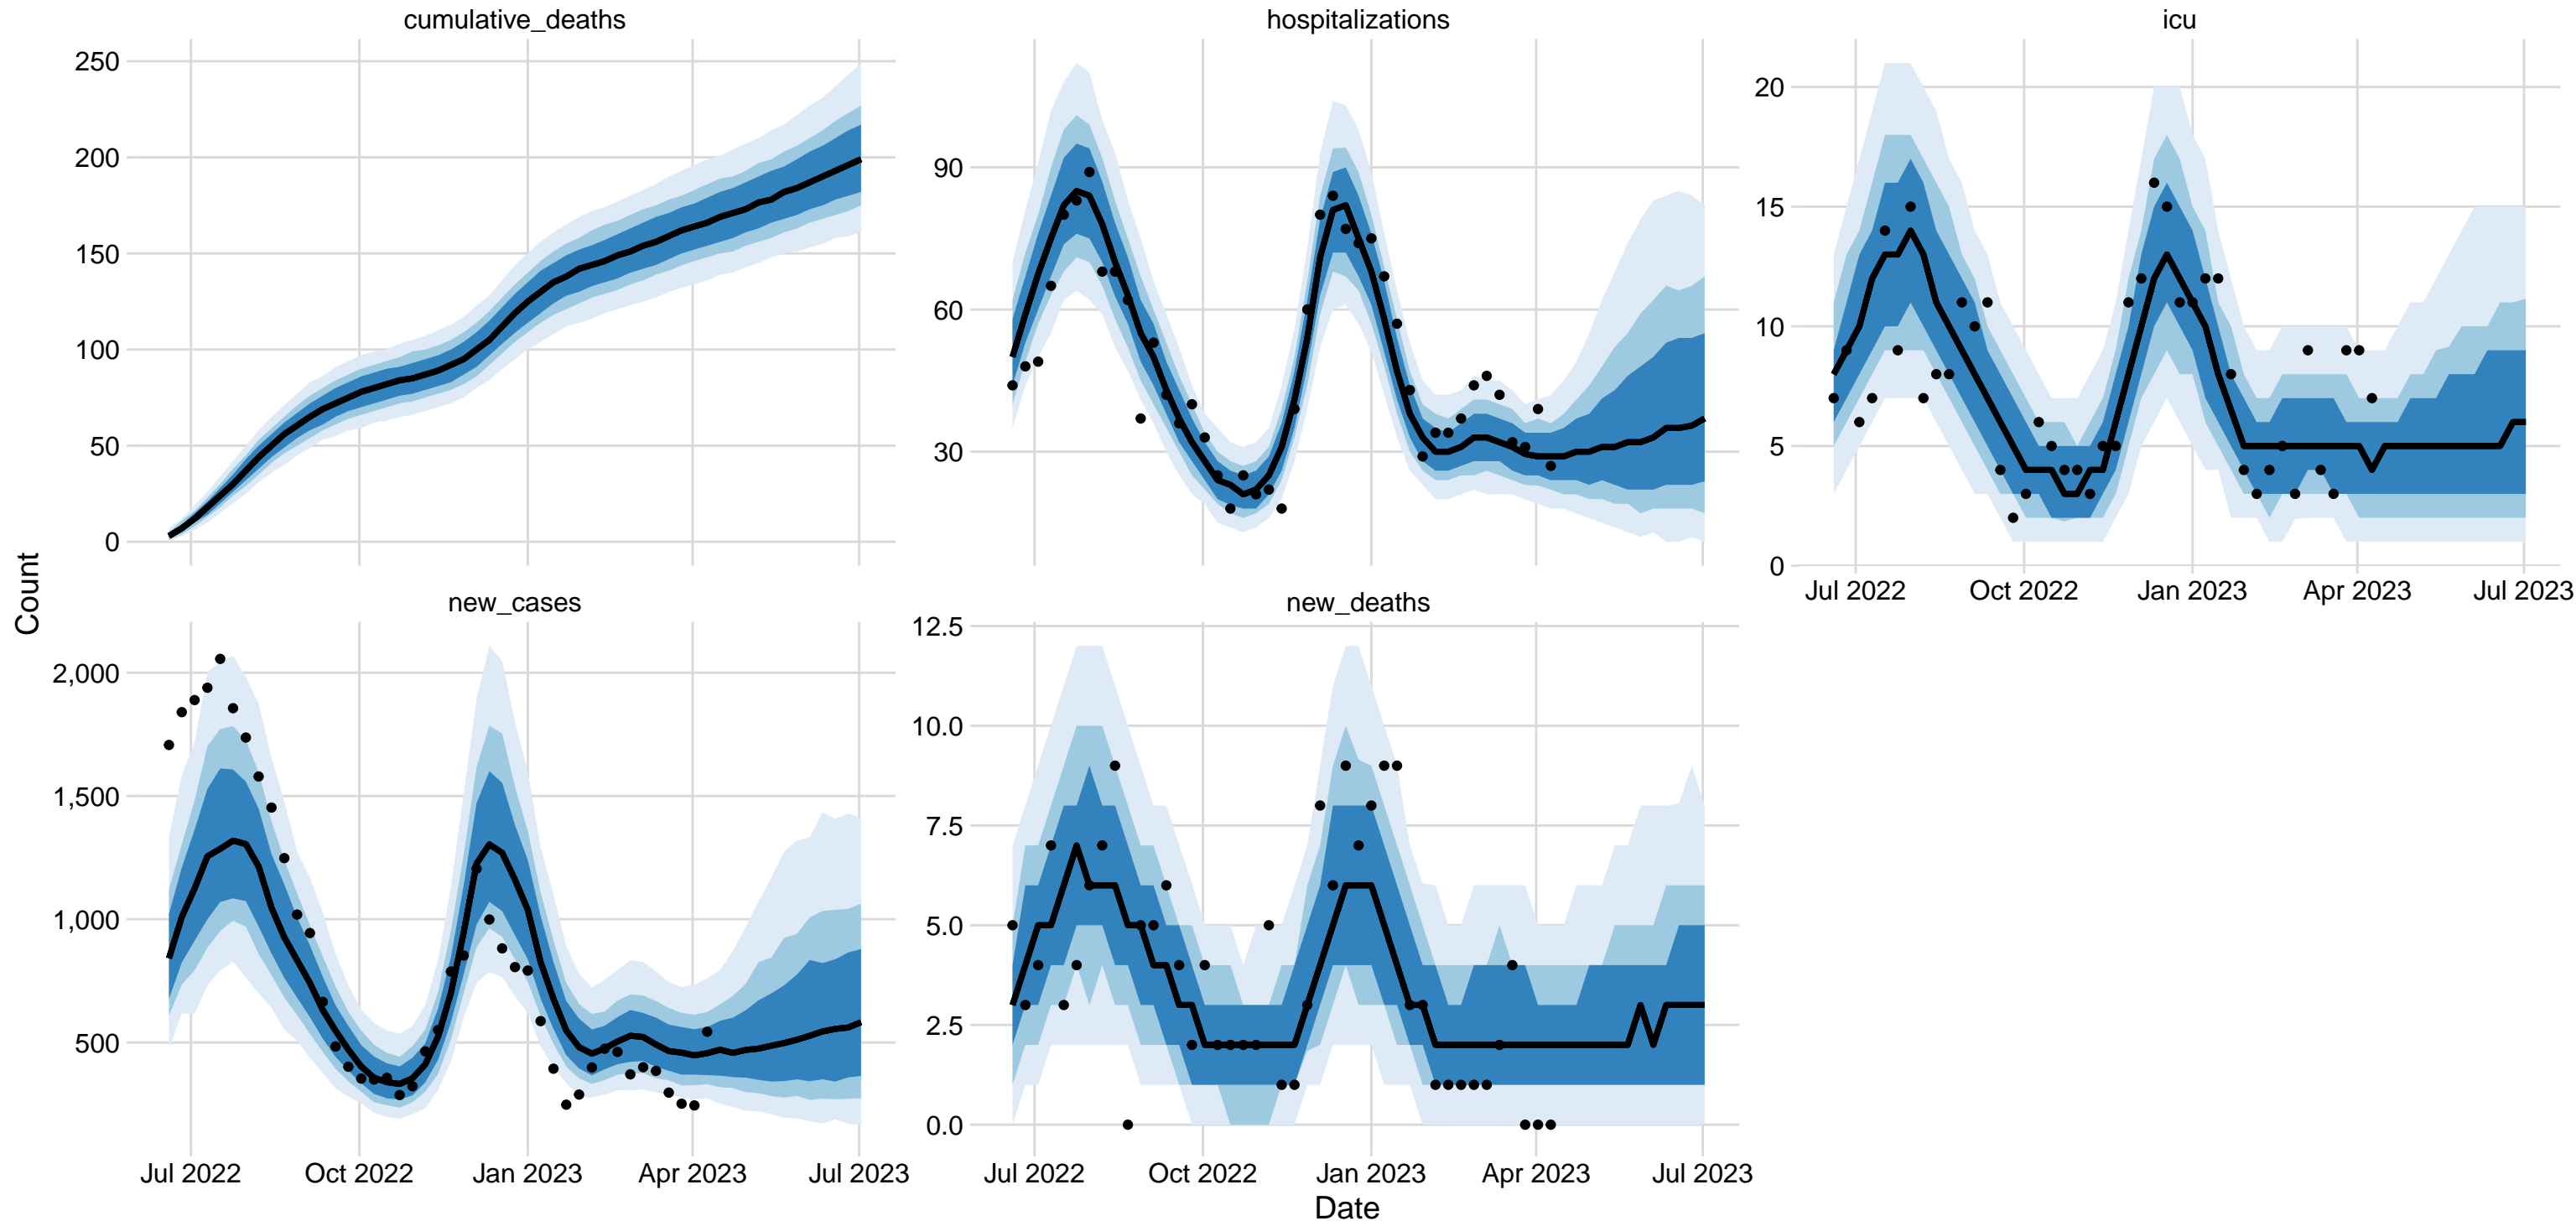 cumulative_deaths
hospitalizations
icu
250
200
150
100
50
0
90
60
30
20
15
10
5
0
Jul 2022
Oct 2022
Jan 2023
Apr 2023
Jul 2023
Count
new_cases
new_deaths
2,000
1,500
1,000
500
12.5
10.0
7.5
5.0
2.5
0.0
Jul 2022
Oct 2022
Jan 2023
Apr 2023
Jul 2023
Jul 2022
Oct 2022
Jan 2023
Apr 2023
Jul 2023
Date